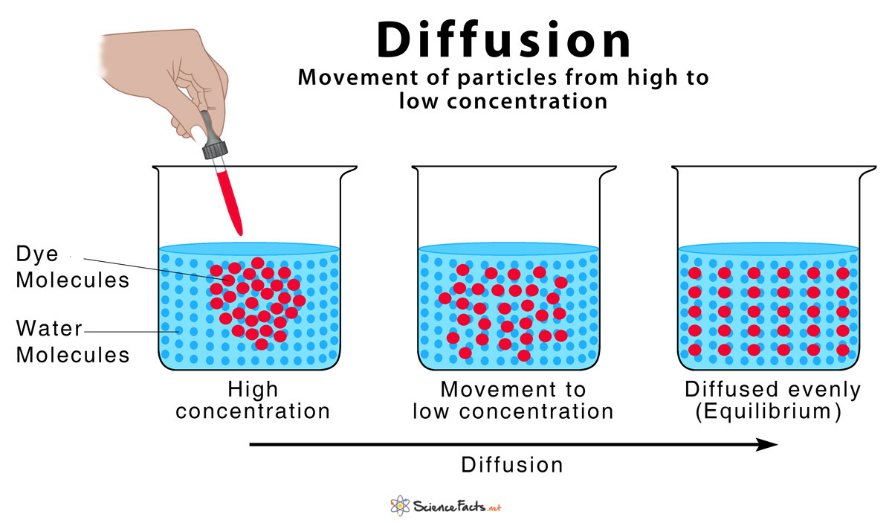 Diffusion
Movement of particles from high to
low concentration
Dye
Molecules
Water
Molecules
High
concentration
Movement to
low concentration
Diffused evenly
(Equilibrium)
Diffusion
ScienceFacts.net